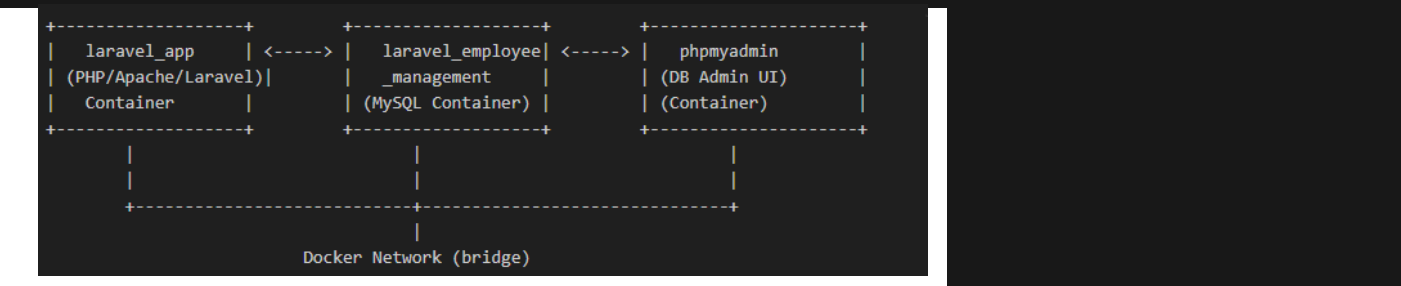 +-------------------+         +-------------------+         +---------------------+
|   laravel_app     | <-----> |   laravel_employee| <-----> |   phpmyadmin        |
| (PHP/Apache/Laravel)|       |   _management     |         | (DB Admin UI)       |
|   Container       |         | (MySQL Container) |         | (Container)         |
+-------------------+         +-------------------+         +---------------------+
        |                            |                               |
        |                            |                               |
        +----------------------------+-------------------------------+
                                     |
                          Docker Network (bridge)